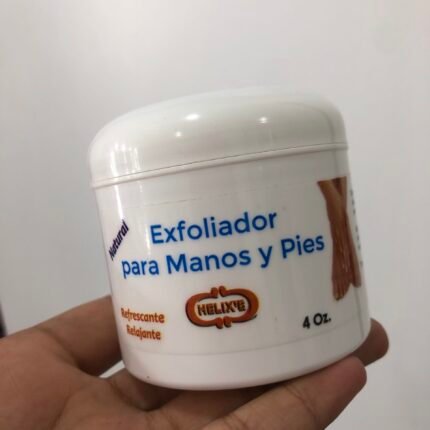 Natural
Exfoliador
para Manos y Pies
Refrescante
Relajante
HELIX'E
4 Oz.